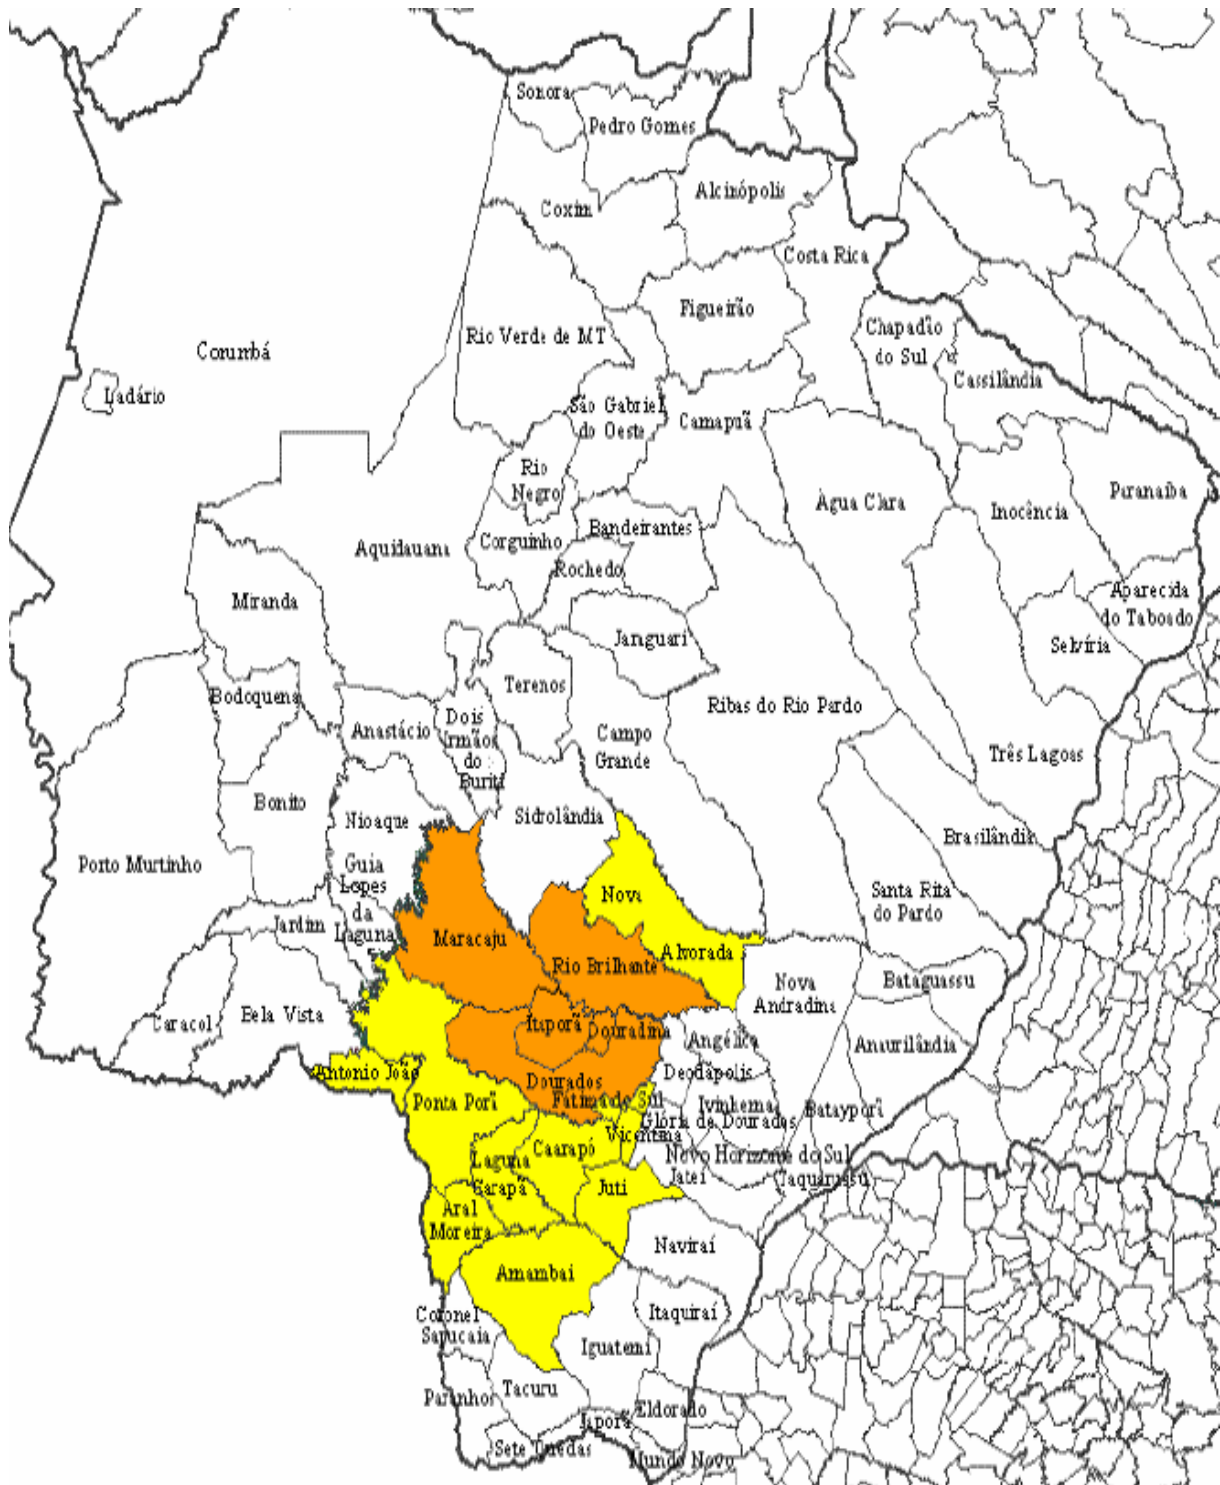 Sonora
Pedro Gomes
Alcinópolis
Coxim
Costa Rica
Figueirão
Rio Verde de MT
Chapadão
do Sul
Corumbá
Cassilândia
Ladário
São Gabriel
do Oeste
Camapuã
Rio
Negro
Água Clara
Paranaíba
Inocência
Bandeirantes
Corguinho
Aquidauana
Rochedo
Miranda
Aparecida
do Taboado
Jaraguari
Selvíria
Terenos
Bodoquena
Ribas do Rio Pardo
Dois
Irmãos
do
Buriti
Anastácio
Campo
Grande
Três Lagoas
Bonito
Sidrolândia
Nioaque
Brasilândia
Porto Murtinho
Guia
Lopes
da
Laguna
Nova
Alvorada
Santa Rita
do Pardo
Jardim
Maracaju
Rio Brilhante
Bataguassu
Nova
Andradina
Caracol
Bela Vista
Itaporã
Douradina
Angélica
Anaurilândia
Antonio João
Dourados
Deodápolis
Ponta Porã
Fátima do Sul
Ivinhema
Batayporã
Glória de Dourados
Vicentina
Caarapó
Novo Horizonte do Sul
Laguna
Carapã
Jateí
Taquarussu
Juti
Aral
Moreira
Naviraí
Amambai
Coronel
Sapucaia
Itaquiraí
Iguatemi
Paranhos
Tacuru
Eldorado
Japorã
Sete Quedas
Mundo Novo